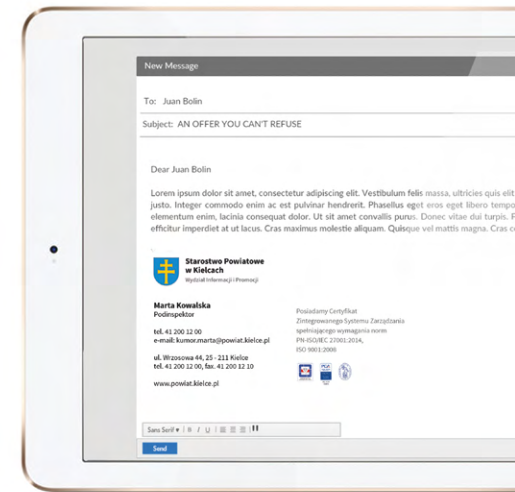 New Message
To: Juan Bolin
Subject: AN OFFER YOU CAN'T REFUSE
Dear Juan Bolin
Lorem ipsum dolor sit amet, consectetur adipiscing elit. Vestibulum felis massa, ultricies quis elit
justo. Integer commodo enim ac est pulvinar hendrerit. Phasellus eget eros eget libero tempo
elementum enim, lacinia consequat dolor. Ut sit amet convallis purus. Donec vitae dui turpis. F
efficitur imperdiet at ut lacus. Cras maximus molestie aliquam. Quisque vel mattis magna. Cras c
Starostwo Powiatowe
w Kielcach
Wydział Informacji i Promocji
Marta Kowalska
Podinspektor
tel. 41 200 12 00
e-mail: kumor.marta@powiat.kielce.pl
ul. Wrzosowa 44, 25 - 211 Kielce
tel. 41 200 12 00, fax. 41 200 12 10
www.powiat.kielce.pl
Posiadamy Certyfikat
Zintegrowanego Systemu Zarządzania
spełniającego wymagania norm
PN-ISO/IEC 27001:2014,
ISO 9001:2008
Sans Serif B I U
Send